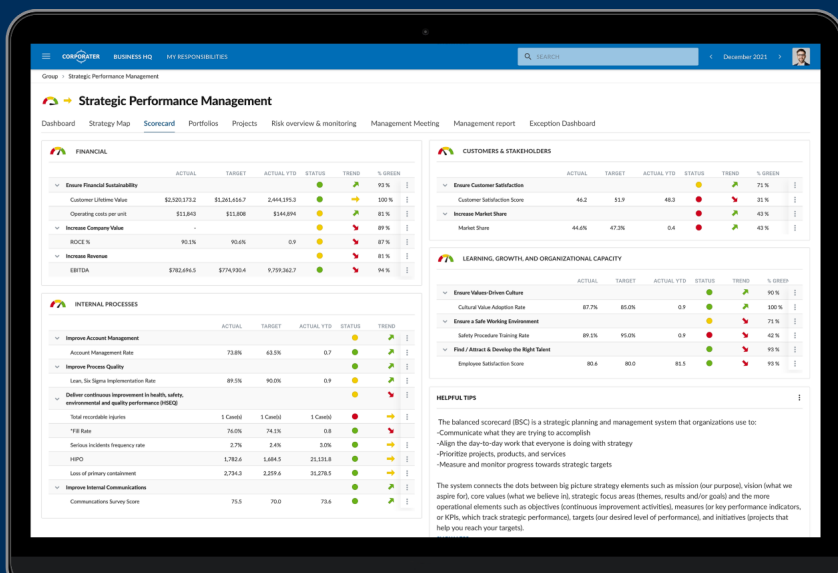 CORPORATER BUSINESS HQ MY RESPONSIBILITIES SEARCH December 2021
Group > Strategic Performance Management
Strategic Performance Management
Dashboard Strategy Map Scorecard Portfolios Projects Risk overview & monitoring Management Meeting Management report Exception Dashboard
FINANCIAL
ACTUAL TARGET ACTUAL YTD STATUS TREND % GREEN
Ensure Financial Sustainability 93 %
Customer Lifetime Value $2,520,173.2 $1,261,616.7 2,444,195.3 100 %
Operating costs per unit $11,843 $11,808 $144,894 81 %
Increase Company Value - 89 %
ROCE % 90.1% 90.6% 0.9 87 %
Increase Revenue 81 %
EBITDA $782,696.5 $774,930.4 9,759,362.7 94 %
INTERNAL PROCESSES
ACTUAL TARGET ACTUAL YTD STATUS TREND
Improve Account Management
Account Management Rate 73.8% 63.5% 0.7
Improve Process Quality
Lean, Six Sigma Implementation Rate 89.5% 90.0% 0.9
Deliver continuous improvement in health, safety,
environmental and quality performance (HSEQ)
Total recordable injuries 1 Case(s) 1 Case(s) 1 Case(s)
*Fill Rate 76.0% 74.1% 0.8
Serious incidents frequency rate 2.7% 2.4% 3.0%
HIPO 1,782.6 1,684.5 21,131.8
Loss of primary containment 2,734.3 2,259.6 31,278.5
Improve Internal Communications
Communications Survey Score 75.5 70.0 73.6
CUSTOMERS & STAKEHOLDERS
ACTUAL TARGET ACTUAL YTD STATUS TREND % GREEN
Ensure Customer Satisfaction 71 %
Customer Satisfaction Score 46.2 51.9 48.3 31 %
Increase Market Share 43 %
Market Share 44.6% 47.3% 0.4 43 %
LEARNING, GROWTH, AND ORGANIZATIONAL CAPACITY
ACTUAL TARGET ACTUAL YTD STATUS TREND % GREEN
Ensure Values-Driven Culture 90 %
Cultural Value Adoption Rate 87.7% 85.0% 0.9 100 %
Ensure a Safe Working Environment 71 %
Safety Procedure Training Rate 89.1% 95.0% 0.9 42 %
Find / Attract & Develop the Right Talent 93 %
Employee Satisfaction Score 80.6 80.0 81.5 93 %
HELPFUL TIPS
The balanced scorecard (BSC) is a strategic planning and management system that organizations use to:
-Communicate what they are trying to accomplish
-Align the day-to-day work that everyone is doing with strategy
-Prioritize projects, products, and services
-Measure and monitor progress towards strategic targets
The system connects the dots between big picture strategy elements such as mission (our purpose), vision (what we
aspire for), core values (what we believe in), strategic focus areas (themes, results and/or goals) and the more
operational elements such as objectives (continuous improvement activities), measures (or key performance indicators,
or KPIs, which track strategic performance), targets (our desired level of performance), and initiatives (projects that
help you reach your targets).